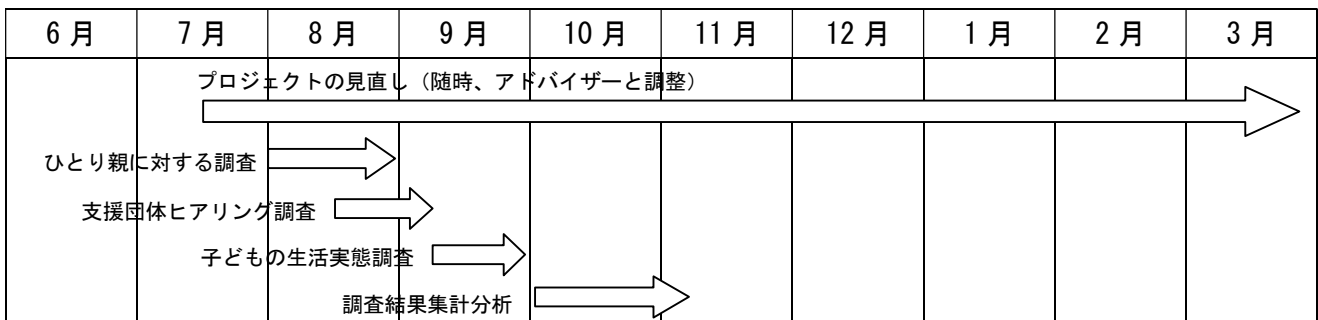 6月 7月 8月 9月 10月 11月 12月 1月 2月 3月
プロジェクトの見直し（随時、アドバイザーと調整）
ひとり親に対する調査
支援団体ヒアリング調査
子どもの生活実態調査
調査結果集計分析